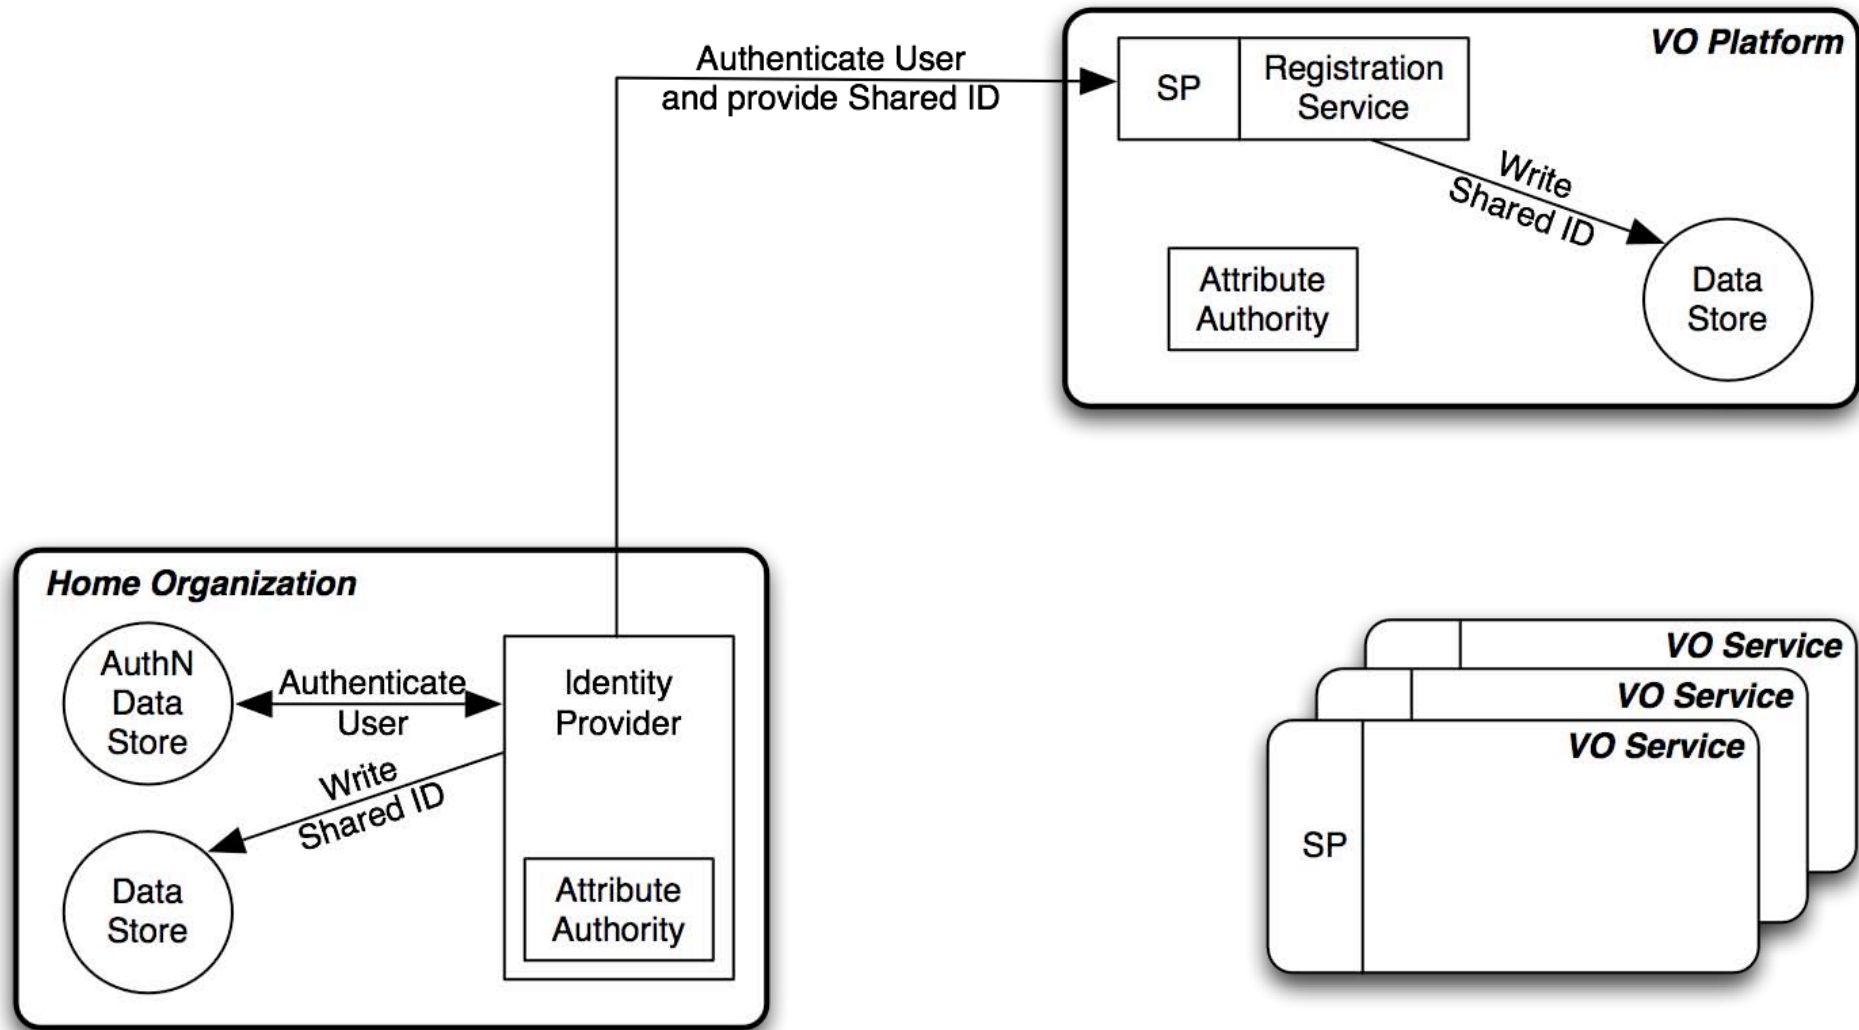 Authenticate User
and provide Shared ID
VO Platform
SP
Registration
Service
Write
Shared ID
Attribute
Authority
Data
Store
Home Organization
AuthN
Data
Store
Authenticate
User
Identity
Provider
Write
Shared ID
Data
Store
Attribute
Authority
VO Service
VO Service
VO Service
SP